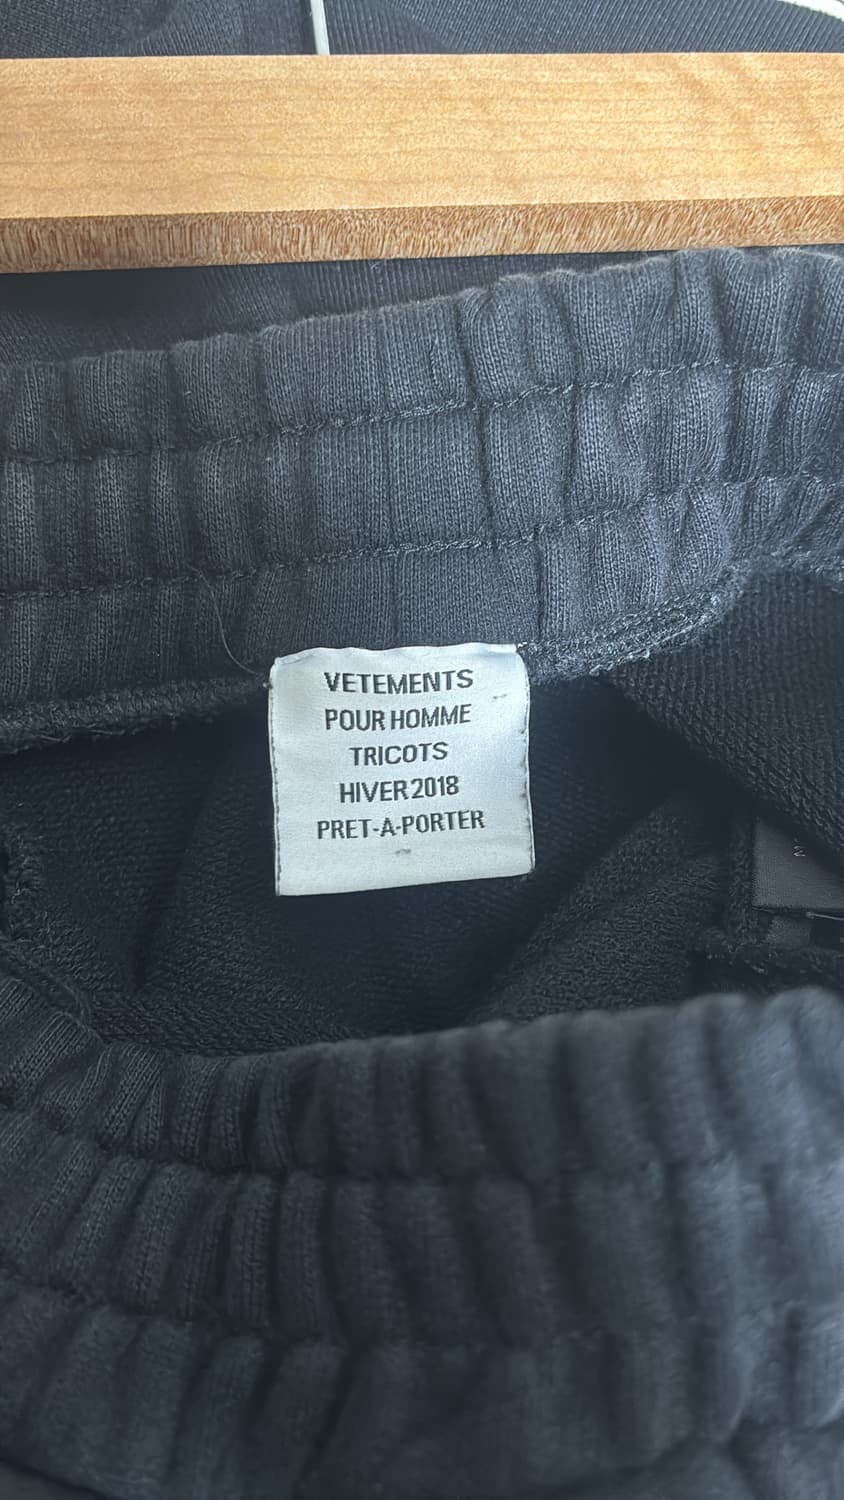 VETEMENTS
POUR HOMME
TRICOTS
HIVER 2018
PRET-A-PORTER
M